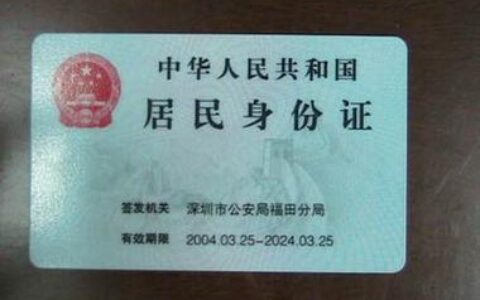 中华人民共和国
居民身份证
签发机关 深圳市公安局福田分局
有效期限 2004.03.25-2024.03.25